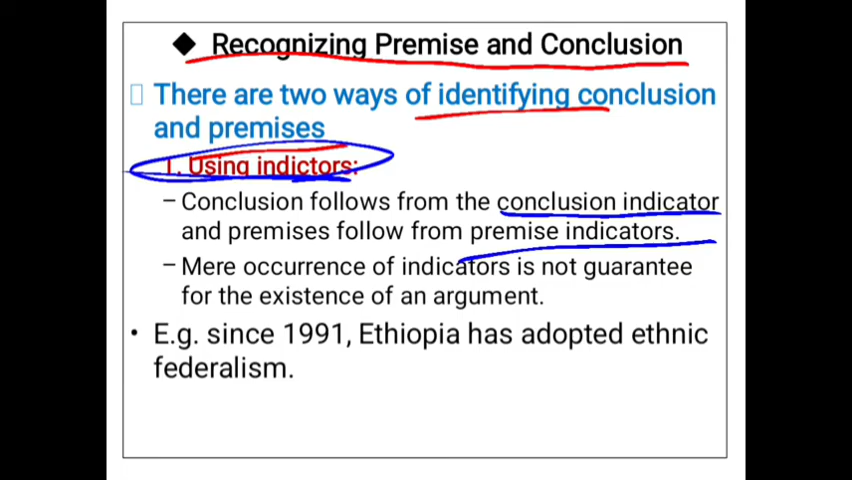 ◆ Recognizing Premise and Conclusion
There are two ways of identifying conclusion
and premises
1. Using indictors:
– Conclusion follows from the conclusion indicator
and premises follow from premise indicators.
– Mere occurrence of indicators is not guarantee
for the existence of an argument.
• E.g. since 1991, Ethiopia has adopted ethnic
federalism.